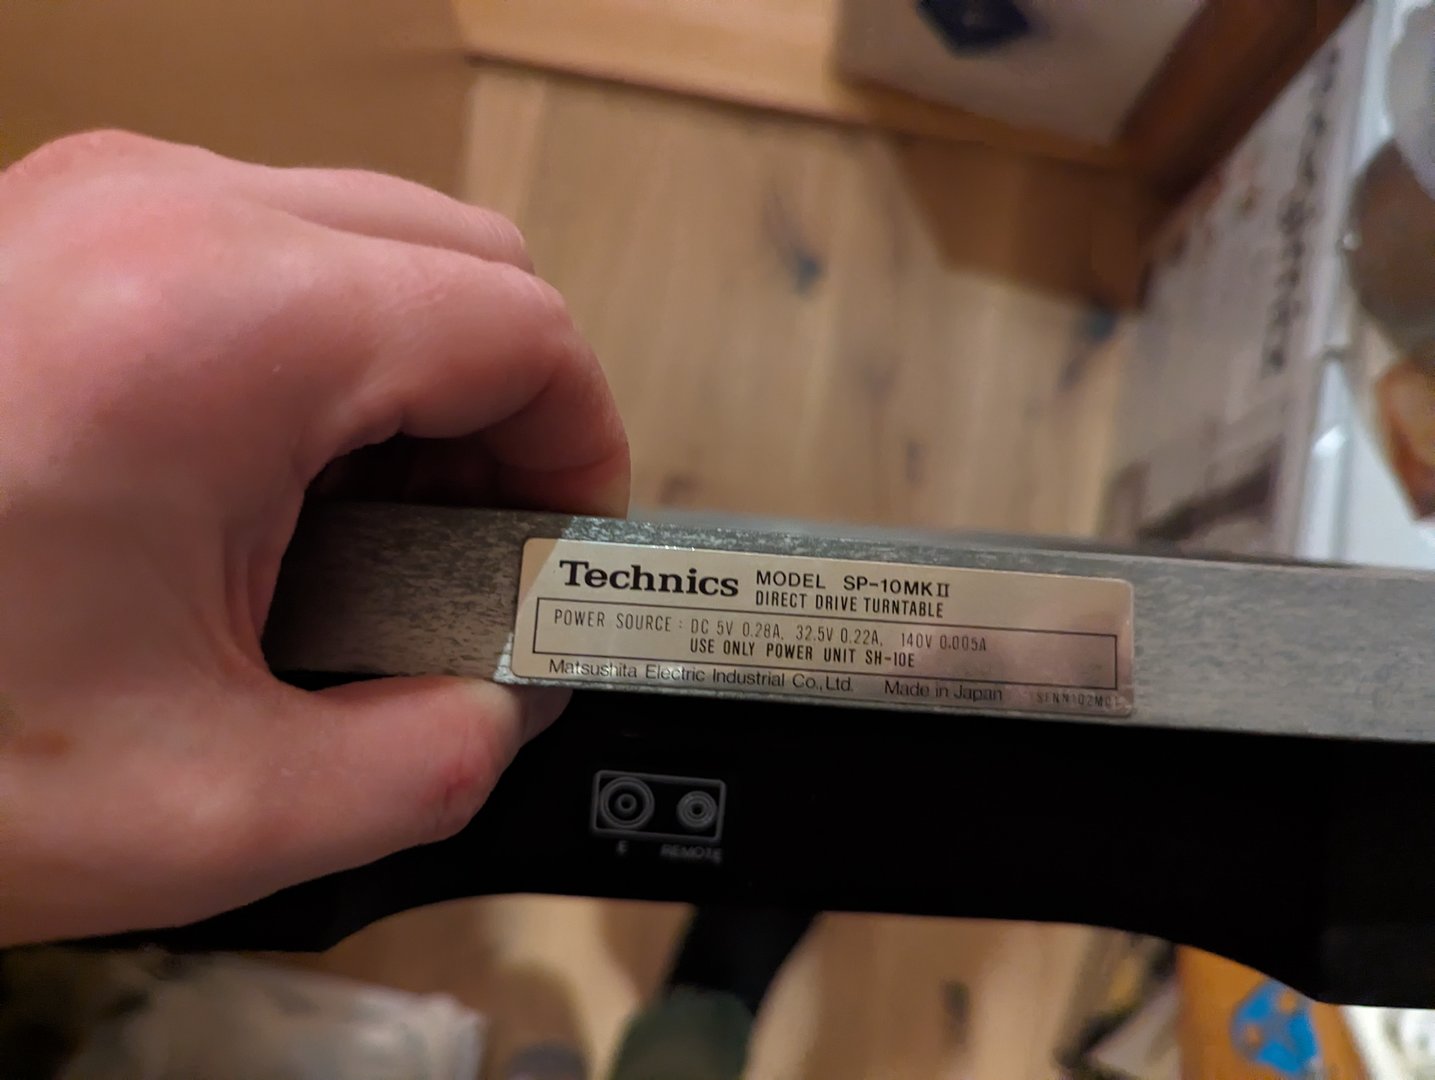 Technics MODEL SP-10MKII
DIRECT DRIVE TURNTABLE
POWER SOURCE : DC 5V 0.28A, 32.5V 0.22A, 140V 0.005A
USE ONLY POWER UNIT SH-10E
Matsushita Electric Industrial Co., Ltd. Made in Japan
E REMOTE